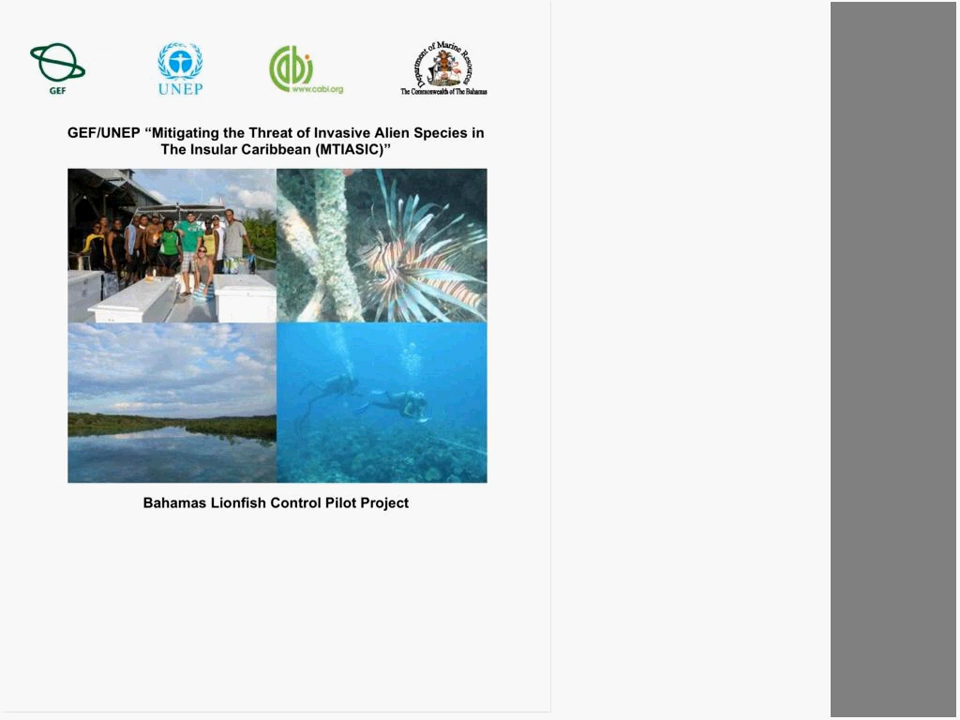 GEF
UNEP
cabi
www.cabi.org
Department of Marine Resources
The Commonwealth of The Bahamas
GEF/UNEP “Mitigating the Threat of Invasive Alien Species in
The Insular Caribbean (MTIASIC)”
Bahamas Lionfish Control Pilot Project